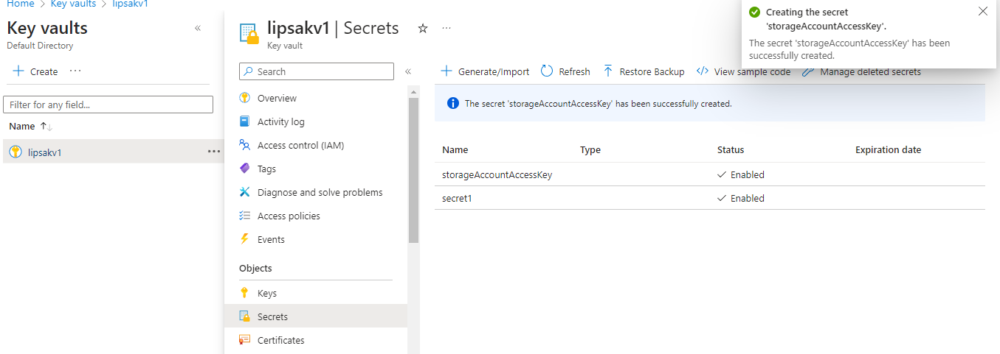 Home > Key vaults > lipsakv1
Key vaults
Default Directory
Create
Filter for any field...
Name
lipsakv1
lipsakv1 | Secrets
Key vault
Search
Overview
Activity log
Access control (IAM)
Tags
Diagnose and solve problems
Access policies
Events
Objects
Keys
Secrets
Certificates
Generate/Import Refresh Restore Backup View sample code Manage deleted secrets
The secret 'storageAccountAccessKey' has been successfully created.
Name Type Status Expiration date
storageAccountAccessKey Enabled
secret1 Enabled
Creating the secret
'storageAccountAccessKey'.
The secret 'storageAccountAccessKey' has been
successfully created.